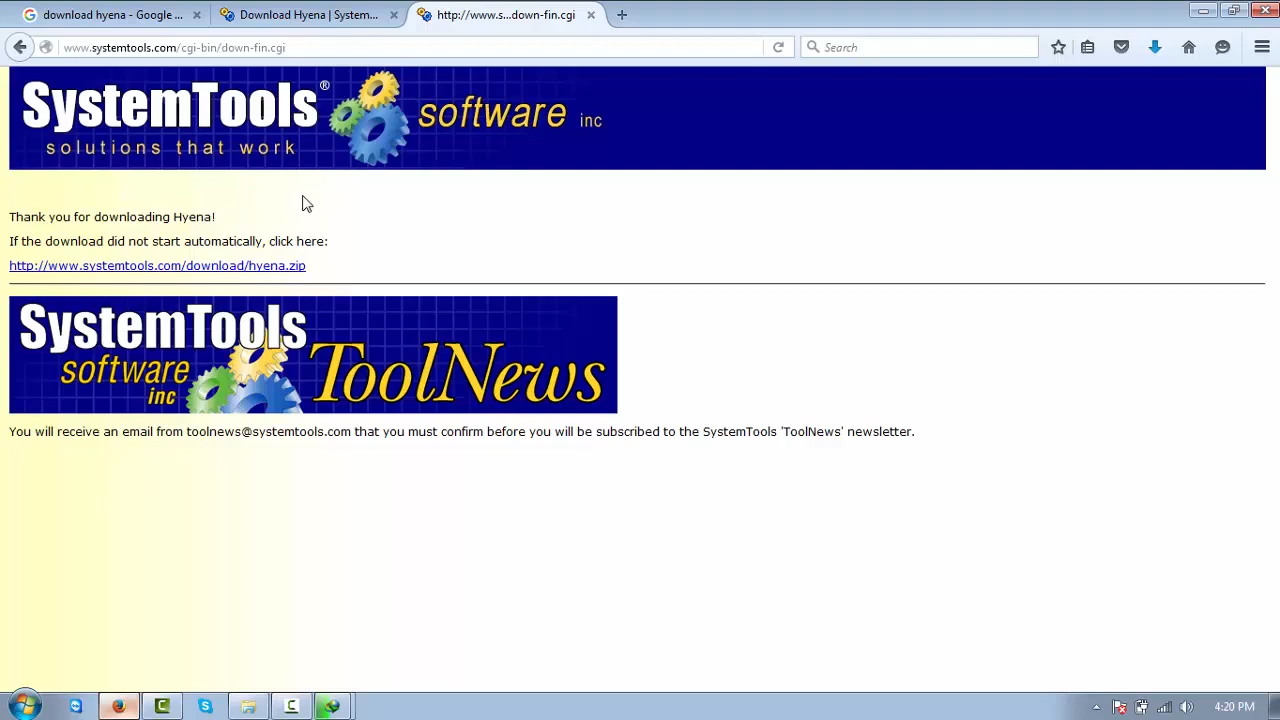 download hyena - Google ...
Download Hyena | System...
http://www.s...down-fin.cgi
www.systemtools.com/cgi-bin/down-fin.cgi
Search
SystemTools®
solutions that work
software inc
Thank you for downloading Hyena!
If the download did not start automatically, click here:
http://www.systemtools.com/download/hyena.zip
SystemTools
software
inc
ToolNews
You will receive an email from toolnews@systemtools.com that you must confirm before you will be subscribed to the SystemTools 'ToolNews' newsletter.
4:20 PM